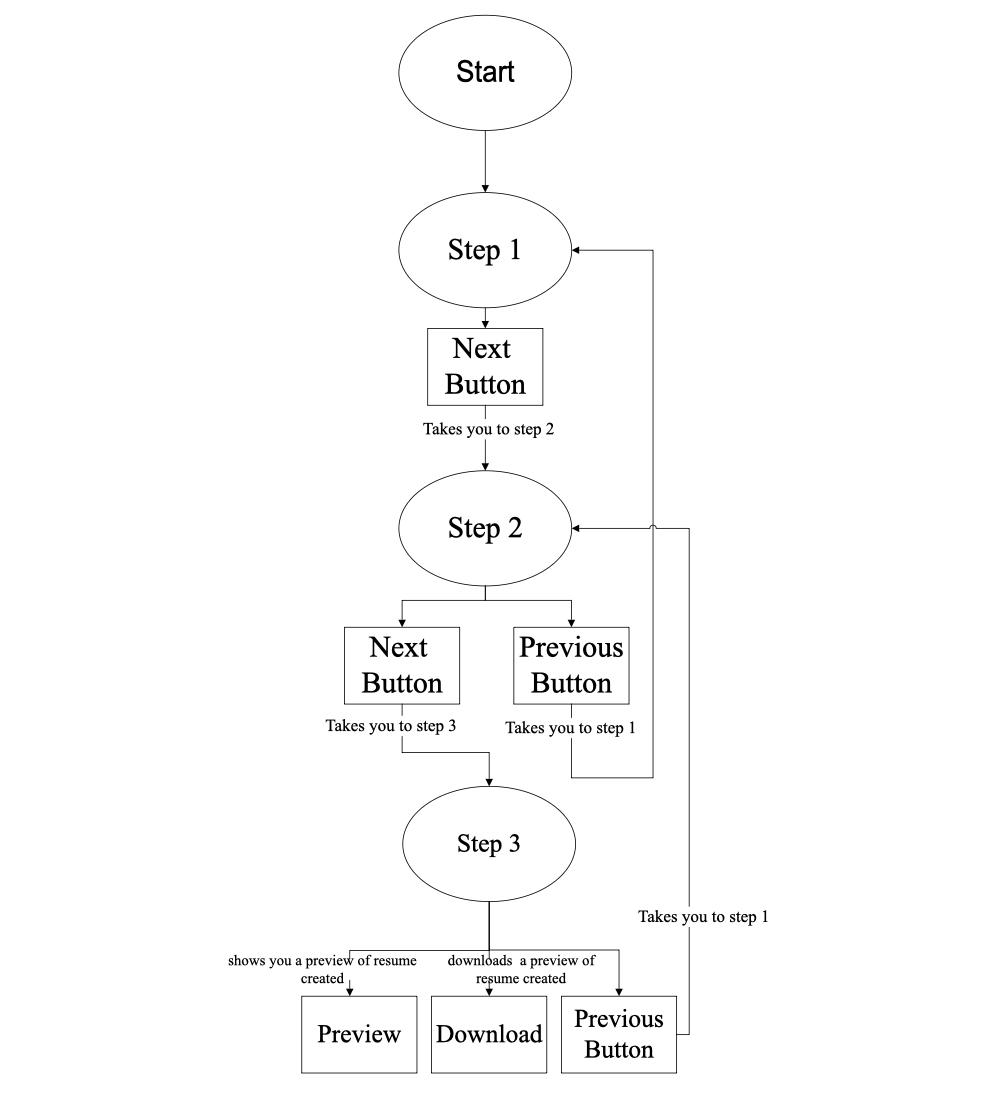 Start
Step 1
Next
Button
Takes you to step 2
Step 2
Next
Button
Previous
Button
Takes you to step 3
Takes you to step 1
Step 3
Takes you to step 1
shows you a preview of resume
created
downloads  a preview of
resume created
Preview
Download
Previous
Button